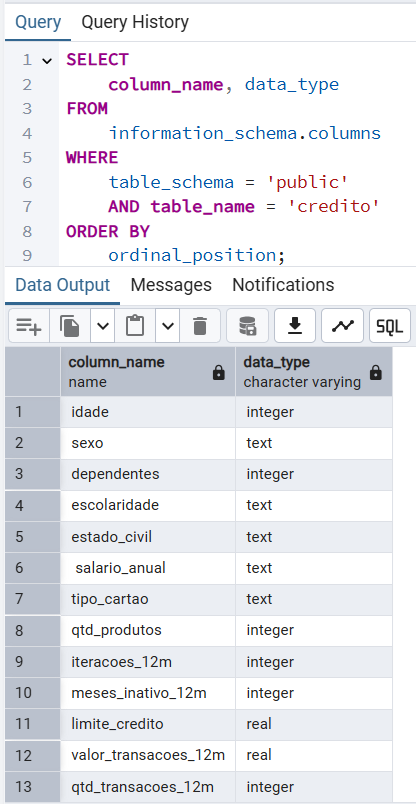 Query Query History
1 SELECT
2 column_name, data_type
3 FROM
4 information_schema.columns
5 WHERE
6 table_schema = 'public'
7 AND table_name = 'credito'
8 ORDER BY
9 ordinal_position;
Data Output Messages Notifications
SQL
column_name data_type
name character varying
1 idade integer
2 sexo text
3 dependentes integer
4 escolaridade text
5 estado_civil text
6 salario_anual text
7 tipo_cartao text
8 qtd_produtos integer
9 iteracoes_12m integer
10 meses_inativo_12m integer
11 limite_credito real
12 valor_transacoes_12m real
13 qtd_transacoes_12m integer